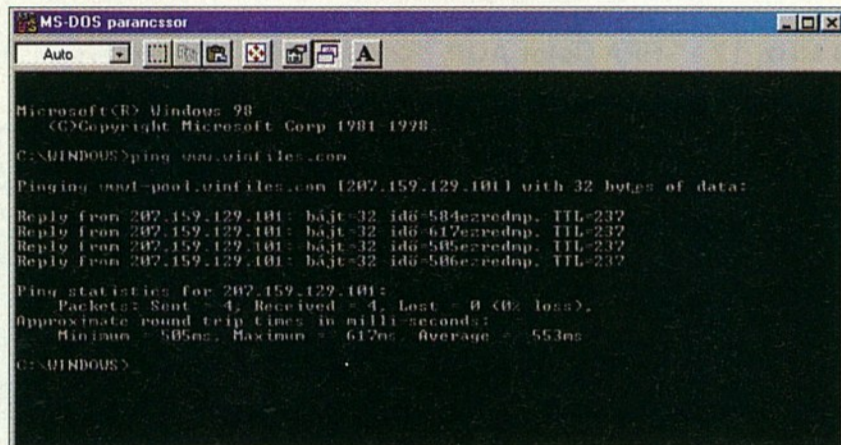 MS-DOS parancssor
Auto
A
Microsoft(R) Windows 98
(C)Copyright Microsoft Corp 1981-1998.
C:\WINDOWS>ping www.winfiles.com
Pinging www1-pool.winfiles.com [207.159.129.101] with 32 bytes of data:
Reply from 207.159.129.101: bájt=32 idő=584ezredmp. TTL=237
Reply from 207.159.129.101: bájt=32 idő=617ezredmp. TTL=237
Reply from 207.159.129.101: bájt=32 idő=505ezredmp. TTL=237
Reply from 207.159.129.101: bájt=32 idő=506ezredmp. TTL=237
Ping statistics for 207.159.129.101:
Packets: Sent = 4, Received = 4, Lost = 0 (0% loss),
Approximate round trip times in milli-seconds:
Minimum = 505ms, Maximum = 617ms, Average = 553ms
C:\WINDOWS>_